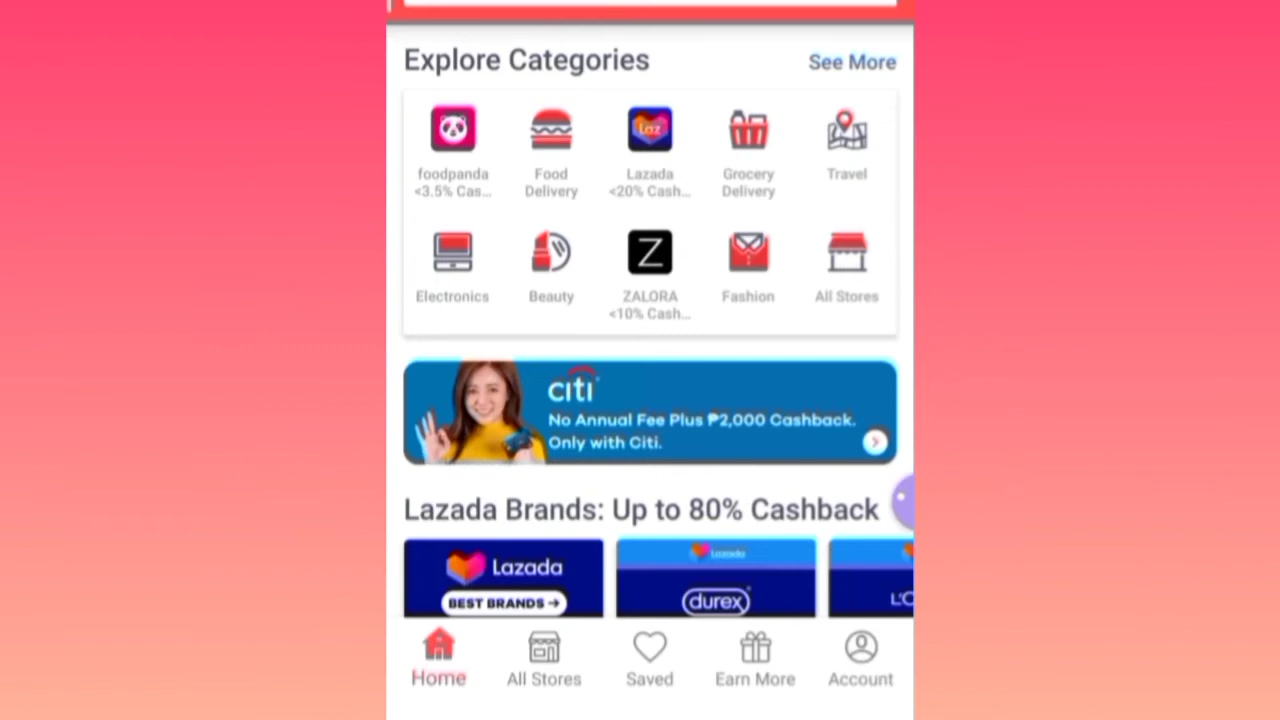 Explore Categories
See More
Laz
foodpanda
<3.5% Cas...
Food
Delivery
Lazada
<20% Cash...
Grocery
Delivery
Travel
Z
Electronics
Beauty
ZALORA
<10% Cash...
Fashion
All Stores
citi
No Annual Fee Plus ₱2,000 Cashback.
Only with Citi.
Lazada Brands: Up to 80% Cashback
Lazada
BEST BRANDS →
Lazada
durex
L'O
Home
All Stores
Saved
Earn More
Account